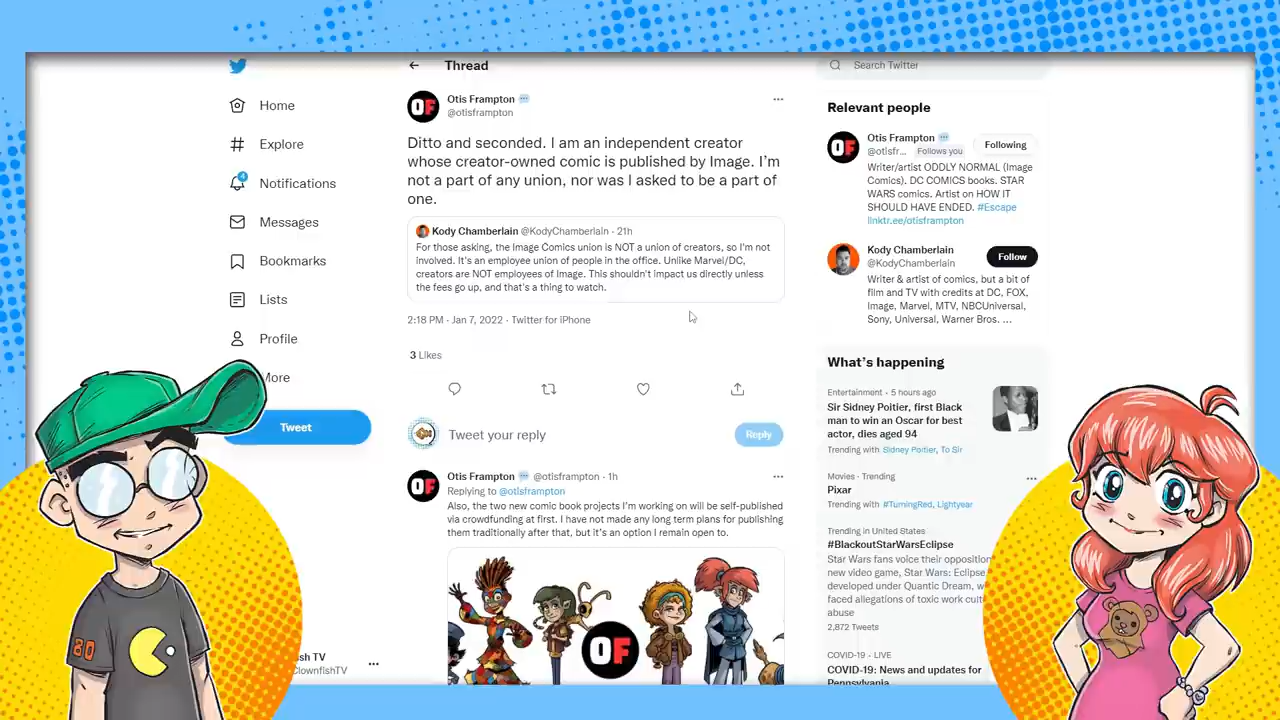 Home
Explore
4
Notifications
Messages
Bookmarks
Lists
Profile
More
Tweet
sh TV
ClownfishTV
Thread
OF
Otis Frampton
@otisframpton
Ditto and seconded. I am an independent creator
whose creator-owned comic is published by Image. I'm
not a part of any union, nor was I asked to be a part of
one.
Kody Chamberlain @KodyChamberlain · 21h
For those asking, the Image Comics union is NOT a union of creators, so I'm not
involved. It's an employee union of people in the office. Unlike Marvel/DC,
creators are NOT employees of Image. This shouldn't impact us directly unless
the fees go up, and that's a thing to watch.
2:18 PM · Jan 7, 2022 · Twitter for iPhone
3 Likes
Tweet your reply
Reply
OF
Otis Frampton @otisframpton · 1h
Replying to @otisframpton
Also, the two new comic book projects I'm working on will be self-published
via crowdfunding at first. I have not made any long term plans for publishing
them traditionally after that, but it's an option I remain open to.
OF
Search Twitter
Relevant people
OF
Otis Frampton
@otisfr... Follows you
Following
Writer/artist ODDLY NORMAL (Image
Comics). DC COMICS books. STAR
WARS comics. Artist on HOW IT
SHOULD HAVE ENDED. #Escape
linktr.ee/otisframpton
Kody Chamberlain
@KodyChamberlain
Follow
Writer & artist of comics, but a bit of
film and TV with credits at DC, FOX,
Image, Marvel, MTV, NBCUniversal,
Sony, Universal, Warner Bros. ...
What's happening
Entertainment · 5 hours ago
Sir Sidney Poitier, first Black
man to win an Oscar for best
actor, dies aged 94
Trending with Sidney Poitier, To Sir
Movies · Trending
Pixar
Trending with #TurningRed, Lightyear
Trending in United States
#BlackoutStarWarsEclipse
Star Wars fans voice their opposition
new video game, Star Wars: Eclipse
developed under Quantic Dream, w
faced allegations of toxic work cult
abuse
2,872 Tweets
COVID-19 · LIVE
COVID-19: News and updates for
Pennsylvania
80